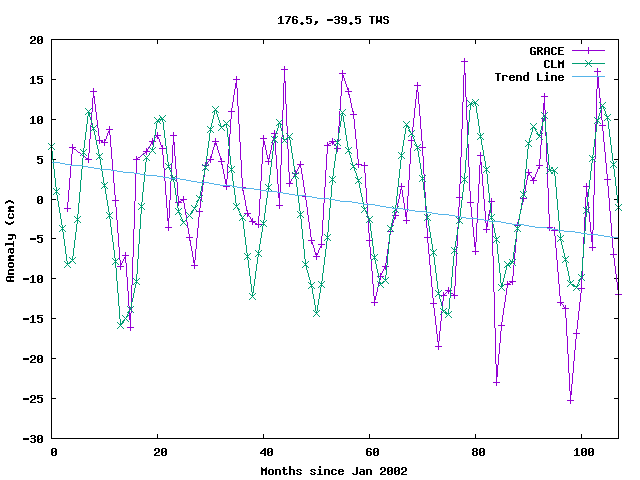 176.5, -39.5 TWS
GRACE
CLM
Trend Line
20
15
10
5
0
-5
-10
-15
-20
-25
-30
Anomaly (cm)
0 20 40 60 80 100
Months since Jan 2002